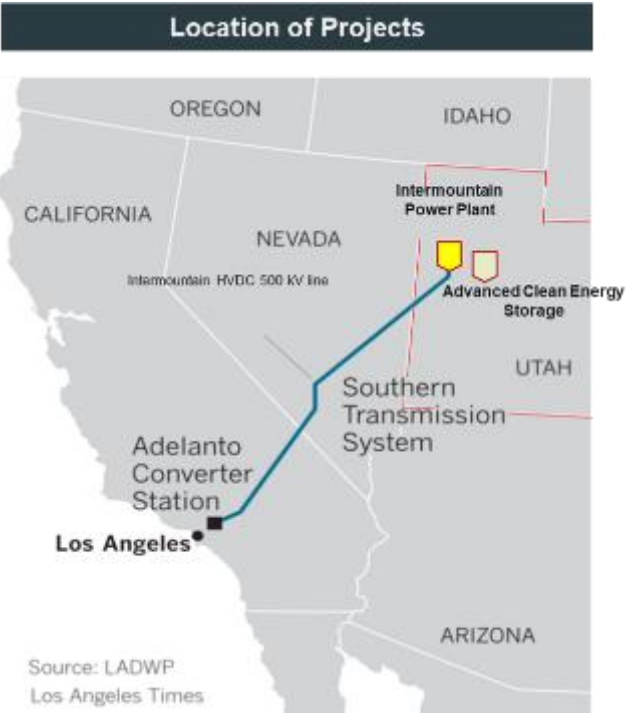 Location of Projects
OREGON
IDAHO
Intermountain
Power Plant
CALIFORNIA
NEVADA
Intermountain HVDC 500 kV line
Advanced Clean Energy
Storage
UTAH
Southern
Transmission
System
Adelanto
Converter
Station
Los Angeles
ARIZONA
Source: LADWP
Los Angeles Times